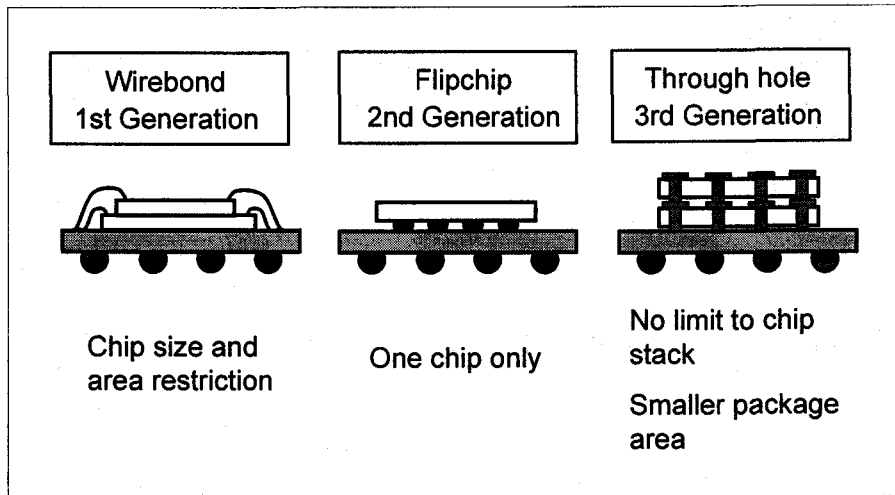 Wirebond
1st Generation
Flipchip
2nd Generation
Through hole
3rd Generation
Chip size and
area restriction
One chip only
No limit to chip
stack
Smaller package
area